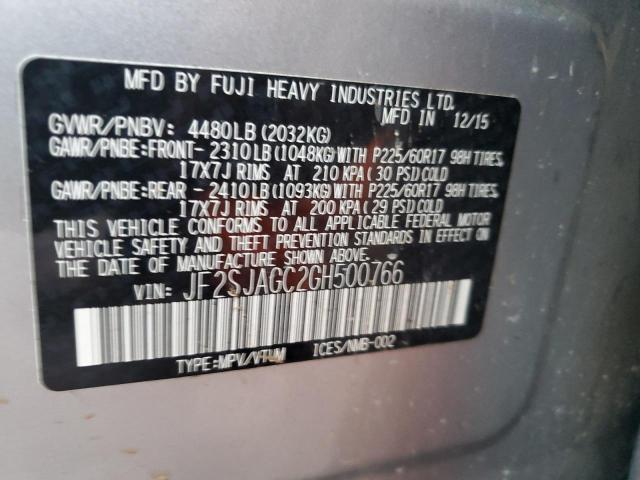 MFD BY FUJI HEAVY INDUSTRIES LTD.
MFD IN 12/15
GVWR/PNBV: 4480LB (2032KG)
GAWR/PNBE:FRONT- 2310LB (1048KG) WITH P225/60R17 98H TIRES,
17X7J RIMS AT 210 KPA ( 30 PSI) COLD
GAWR/PNBE:REAR - 2410LB (1093KG) WITH P225/60R17 98H TIRES,
17X7J RIMS AT 200 KPA (29 PSI) COLD
THIS VEHICLE CONFORMS TO ALL APPLICABLE FEDERAL MOTOR
VEHICLE SAFETY AND THEFT PREVENTION STANDARDS IN EFFECT ON
THE DATE OF MANUFACTURE SHOWN ABOVE.
VIN: JF2SJAGC2GH500766
TYPE:MPV/VTUM ICES/NMB-002